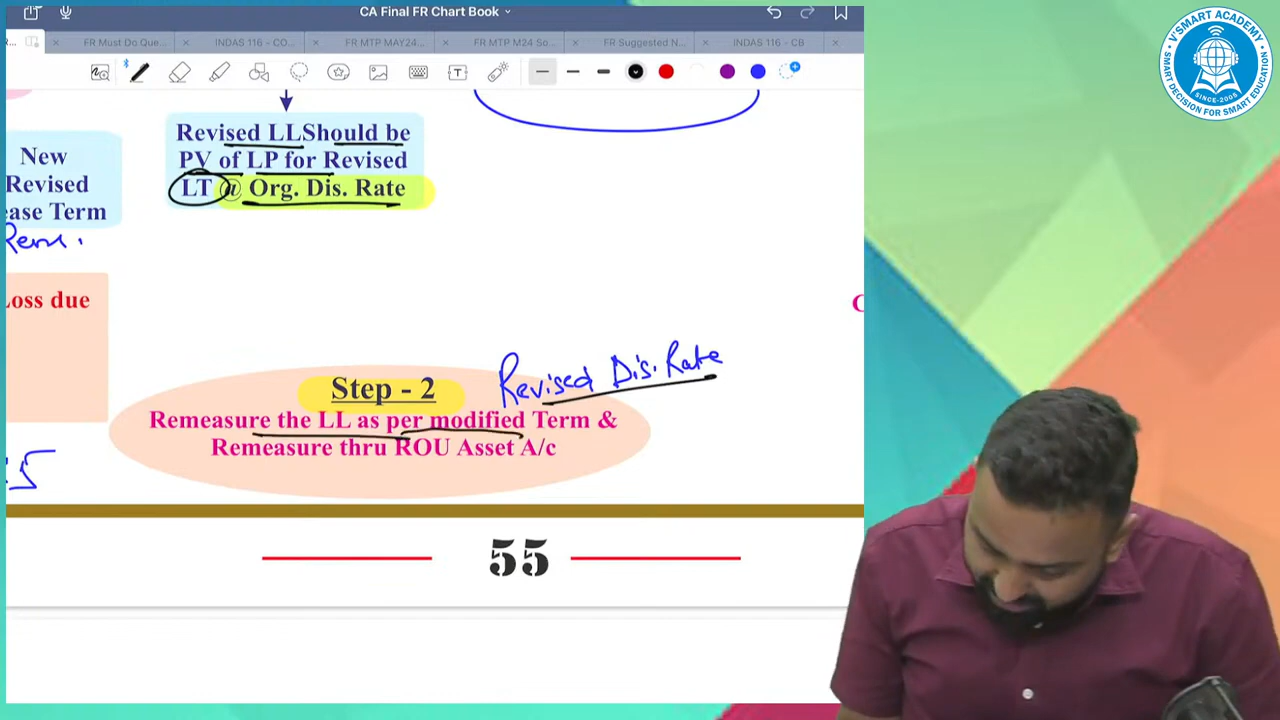 CA Final FR Chart Book
FR Must Do Que...
INDAS 116 - CO...
FR MTP MAY24...
FR MTP M24 So...
FR Suggested N...
INDAS 116 - CB
V'SMART ACADEMY
SINCE-2005
SMART DECISION FOR SMART EDUCATION
Revised LLShould be
PV of LP for Revised
LT @ Org. Dis. Rate
New
Revised
ease Term
Loss due
Revised Dis. Rate
Step - 2
Remeasure the LL as per modified Term &
Remeasure thru ROU Asset A/c
55